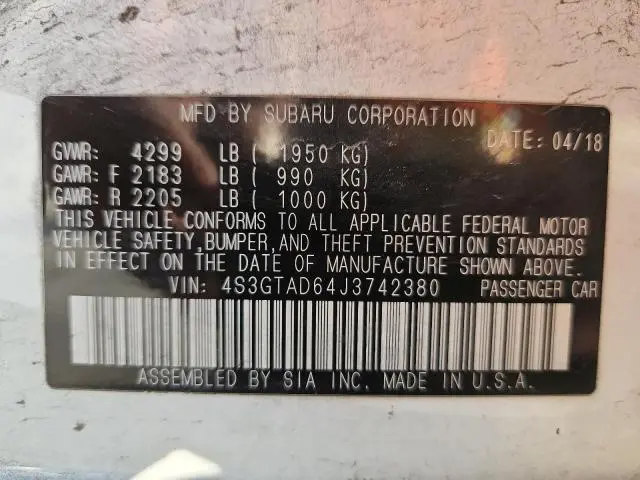 MFD BY SUBARU CORPORATION
DATE: 04/18
GVWR: 4299 LB ( 1950 KG)
GAWR: F 2183 LB ( 990 KG)
GAWR: R 2205 LB ( 1000 KG)
THIS VEHICLE CONFORMS TO ALL APPLICABLE FEDERAL MOTOR
VEHICLE SAFETY,BUMPER,AND THEFT PREVENTION STANDARDS
IN EFFECT ON THE DATE OF MANUFACTURE SHOWN ABOVE.
VIN: 4S3GTAD64J3742380 PASSENGER CAR
ASSEMBLED BY SIA INC. MADE IN U.S.A.